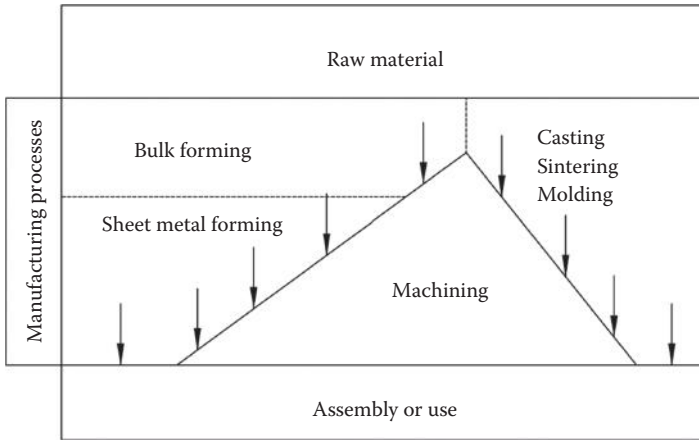 Raw material
Manufacturing processes
Bulk forming
Casting
Sintering
Molding
Sheet metal forming
Machining
Assembly or use